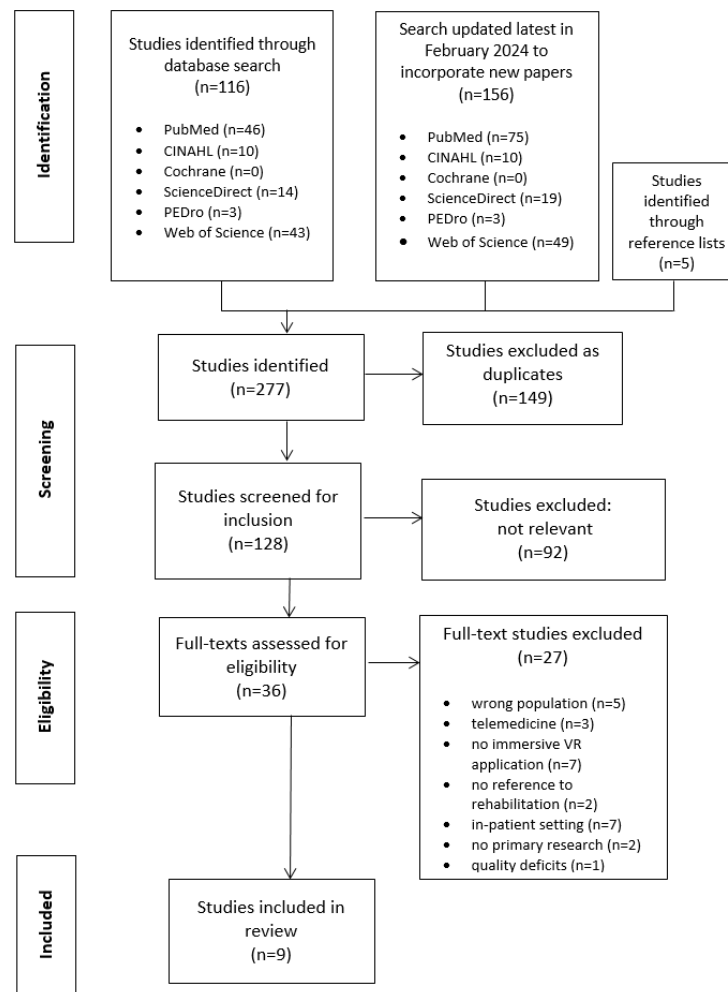 Identification
Studies identified through
database search
(n=116)
• PubMed (n=46)
• CINAHL (n=10)
• Cochrane (n=0)
• ScienceDirect (n=14)
• PEDro (n=3)
• Web of Science (n=43)
Search updated latest in
February 2024 to
incorporate new papers
(n=156)
• PubMed (n=75)
• CINAHL (n=10)
• Cochrane (n=0)
• ScienceDirect (n=19)
• PEDro (n=3)
• Web of Science (n=49)
Studies
identified
through
reference lists
(n=5)
Screening
Studies identified
(n=277)
Studies excluded as
duplicates
(n=149)
Studies screened for
inclusion
(n=128)
Studies excluded:
not relevant
(n=92)
Eligibility
Full-texts assessed for
eligibility
(n=36)
Full-text studies excluded
(n=27)
• wrong population (n=5)
• telemedicine (n=3)
• no immersive VR
application (n=7)
• no reference to
rehabilitation (n=2)
• in-patient setting (n=7)
• no primary research (n=2)
• quality deficits (n=1)
Included
Studies included in
review
(n=9)